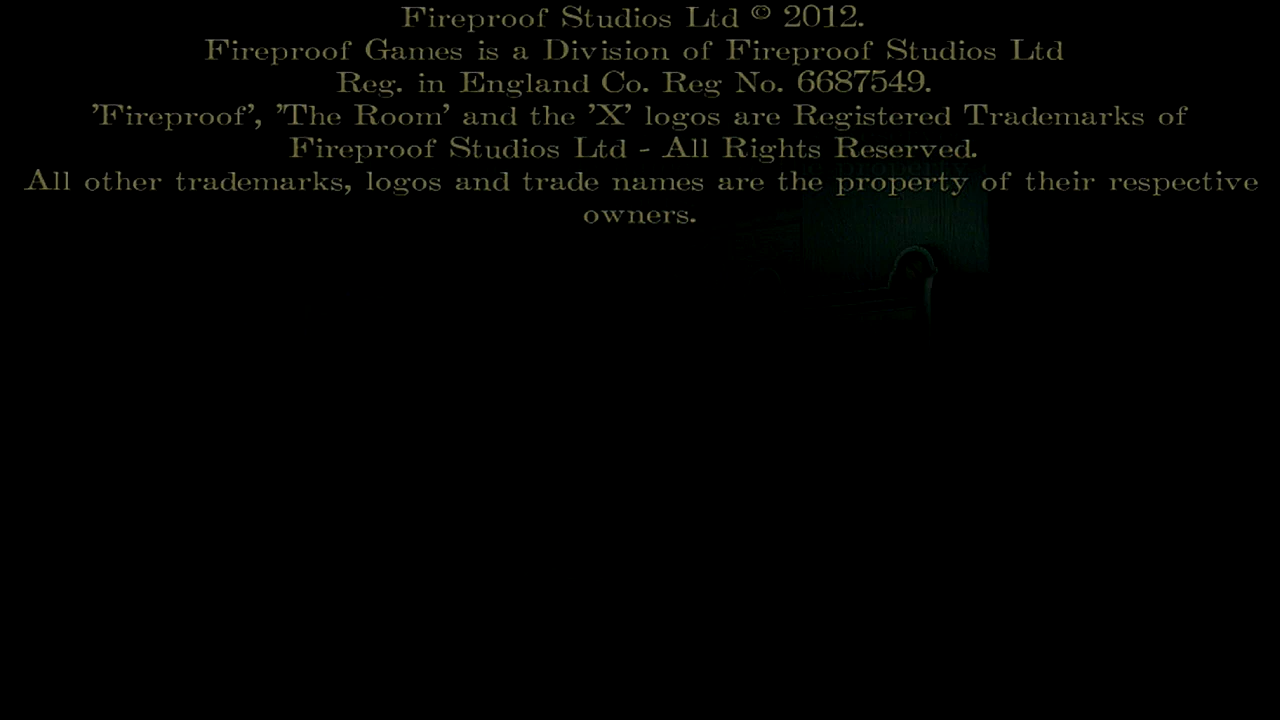 Fireproof Studios Ltd © 2012.
Fireproof Games is a Division of Fireproof Studios Ltd
Reg. in England Co. Reg No. 6687549.
'Fireproof', 'The Room' and the 'X' logos are Registered Trademarks of
Fireproof Studios Ltd - All Rights Reserved.
All other trademarks, logos and trade names are the property of their respective
owners.